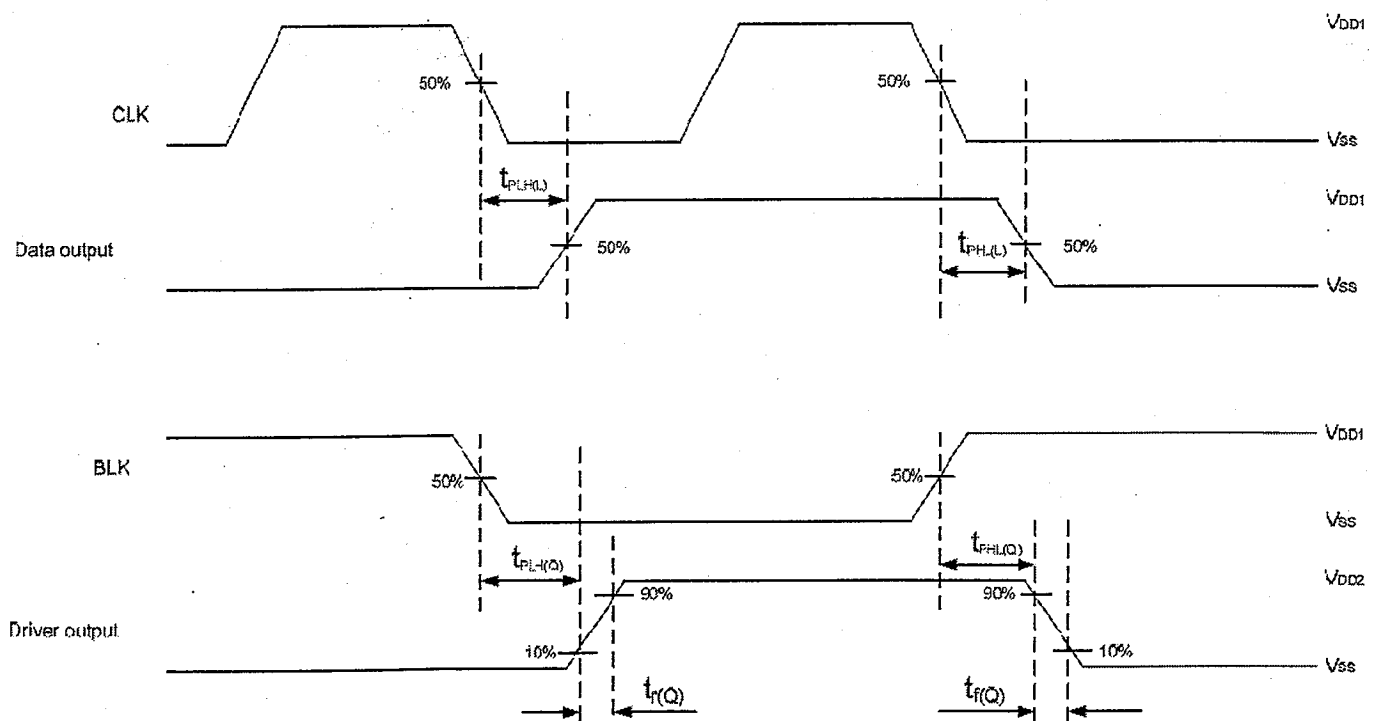 VDD1
50%
50%
CLK
VSS
tPLH(L)
VDD1
Data output
50%
tPHL(L)
50%
VSS
VDD1
BLK
50%
50%
VSS
tPLH(Q)
tPHL(Q)
VDD2
90%
90%
Driver output
10%
10%
VSS
tr(Q)
tf(Q)